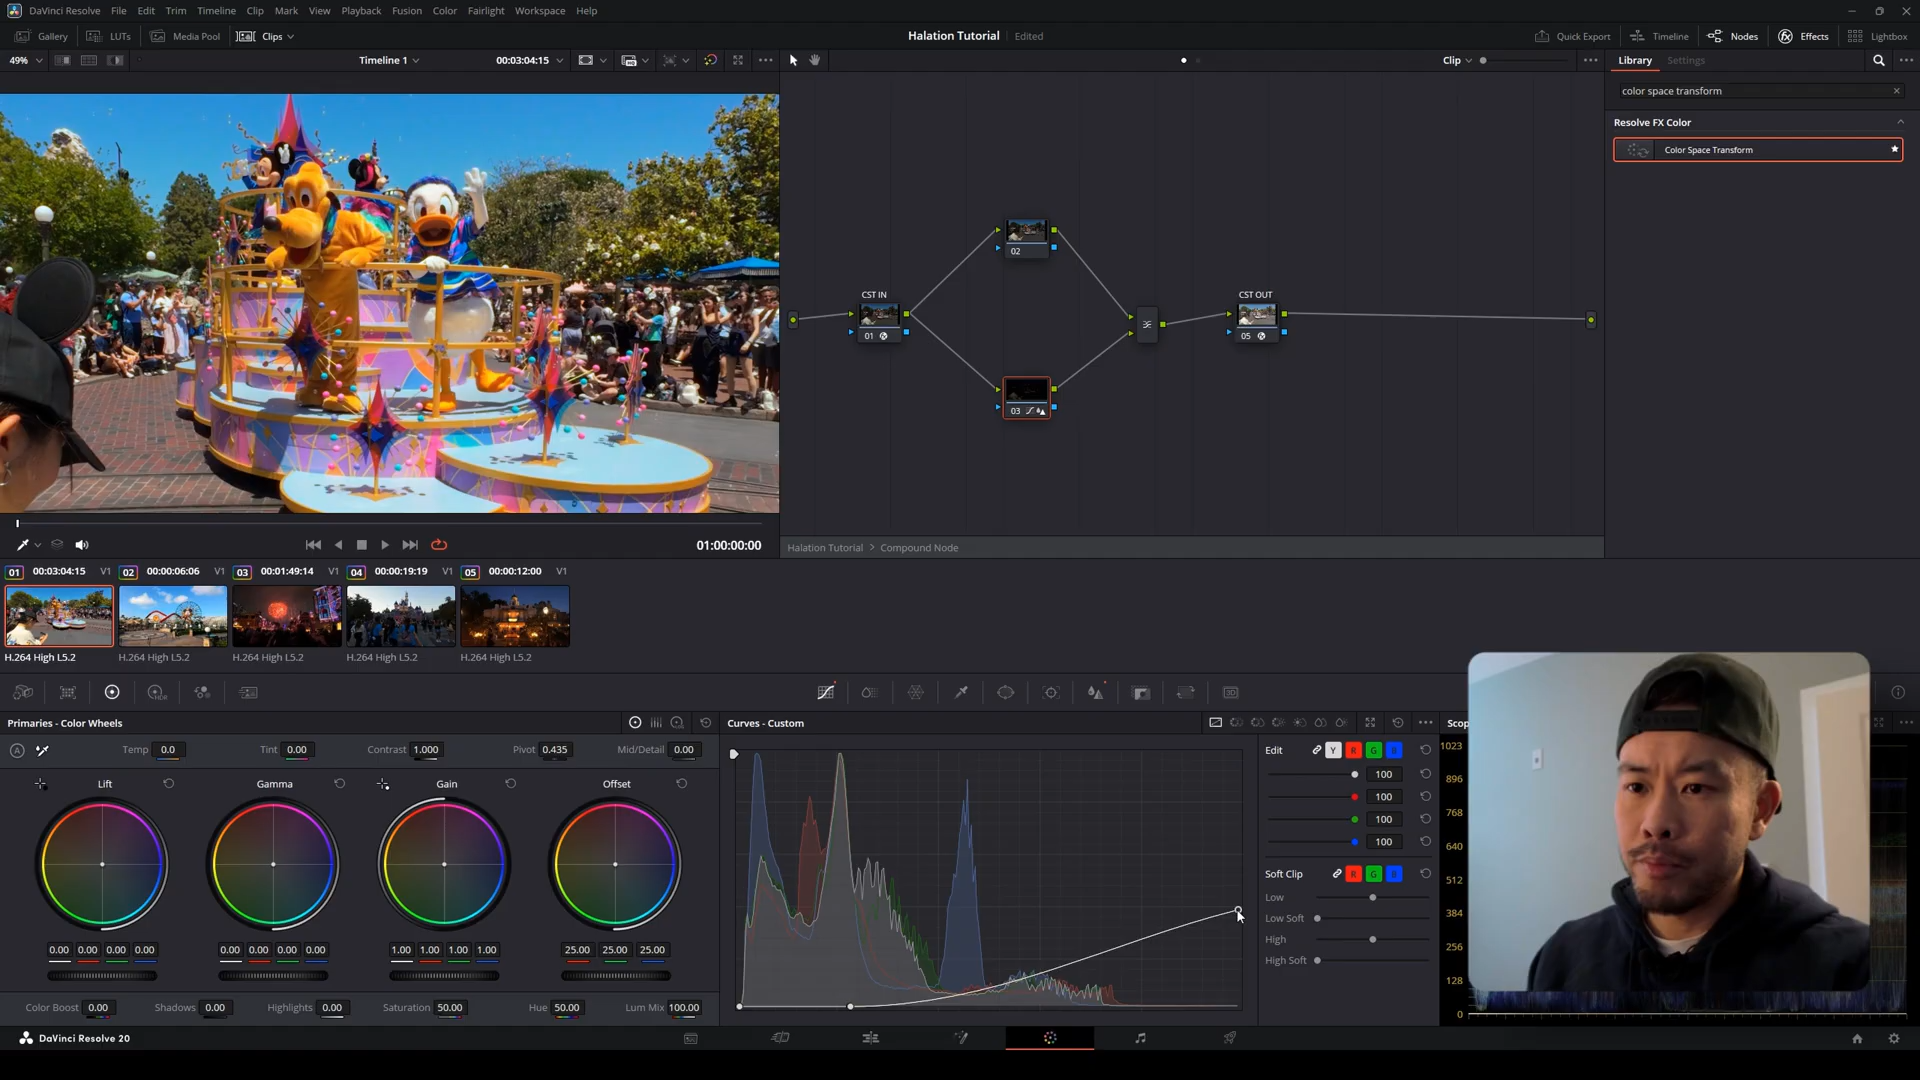 DaVinci Resolve File Edit Trim Timeline Clip Mark View Playback Fusion Color Fairlight Workspace Help
Gallery LUTs Media Pool Clips Halation Tutorial Edited Quick Export Timeline Nodes Effects Lightbox
49% Timeline 1 00:03:04:15 Clip Library Settings
color space transform
Resolve FX Color
Color Space Transform
02
CST IN CST OUT
01 05
03
01:00:00:00 Halation Tutorial > Compound Node
01 00:03:04:15 V1 02 00:00:06:06 V1 03 00:01:49:14 V1 04 00:00:19:19 V1 05 00:00:12:00 V1
H.264 High L5.2 H.264 High L5.2 H.264 High L5.2 H.264 High L5.2 H.264 High L5.2
HDR 3D
Primaries - Color Wheels Curves - Custom Scop
A Temp 0.0 Tint 0.00 Contrast 1.000 Pivot 0.435 Mid/Detail 0.00 Edit Y R G B 1023
Lift Gamma Gain Offset 100 896
100 768
100 640
100 512
Soft Clip R G B
Low 384
Low Soft 256
High 128
High Soft 0
0.00 0.00 0.00 0.00 0.00 0.00 0.00 0.00 1.00 1.00 1.00 1.00 25.00 25.00 25.00
Color Boost 0.00 Shadows 0.00 Highlights 0.00 Saturation 50.00 Hue 50.00 Lum Mix 100.00
DaVinci Resolve 20